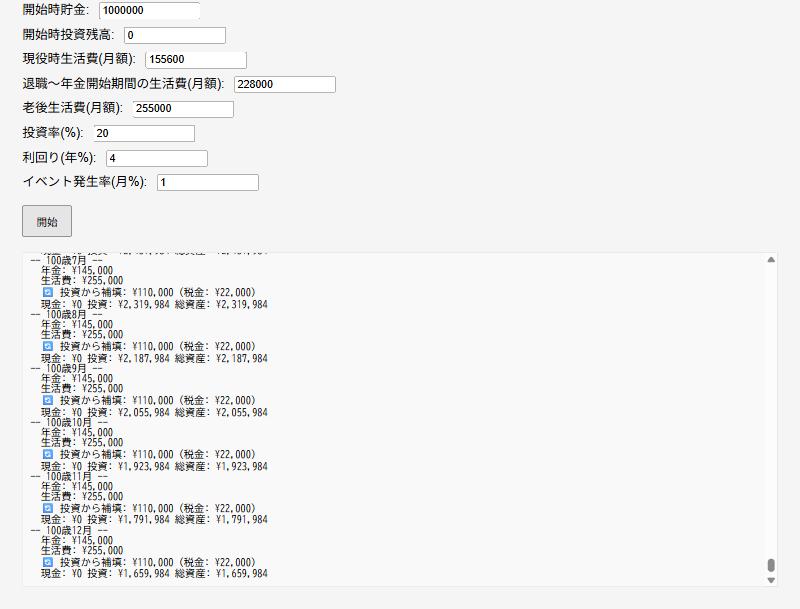 開始時貯金: 1000000
開始時投資残高: 0
現役時生活費(月額): 155600
退職～年金開始期間の生活費(月額): 228000
老後生活費(月額): 255000
投資率(%): 20
利回り(年%): 4
イベント発生率(月%): 1
開始
-- 100歳7月 --
年金: ¥145,000
生活費: ¥255,000
🔄 投資から補填: ¥110,000 (税金: ¥22,000)
現金: ¥0 投資: ¥2,319,984 総資産: ¥2,319,984
-- 100歳8月 --
年金: ¥145,000
生活費: ¥255,000
🔄 投資から補填: ¥110,000 (税金: ¥22,000)
現金: ¥0 投資: ¥2,187,984 総資産: ¥2,187,984
-- 100歳9月 --
年金: ¥145,000
生活費: ¥255,000
🔄 投資から補填: ¥110,000 (税金: ¥22,000)
現金: ¥0 投資: ¥2,055,984 総資産: ¥2,055,984
-- 100歳10月 --
年金: ¥145,000
生活費: ¥255,000
🔄 投資から補填: ¥110,000 (税金: ¥22,000)
現金: ¥0 投資: ¥1,923,984 総資産: ¥1,923,984
-- 100歳11月 --
年金: ¥145,000
生活費: ¥255,000
🔄 投資から補填: ¥110,000 (税金: ¥22,000)
現金: ¥0 投資: ¥1,791,984 総資産: ¥1,791,984
-- 100歳12月 --
年金: ¥145,000
生活費: ¥255,000
🔄 投資から補填: ¥110,000 (税金: ¥22,000)
現金: ¥0 投資: ¥1,659,984 総資産: ¥1,659,984